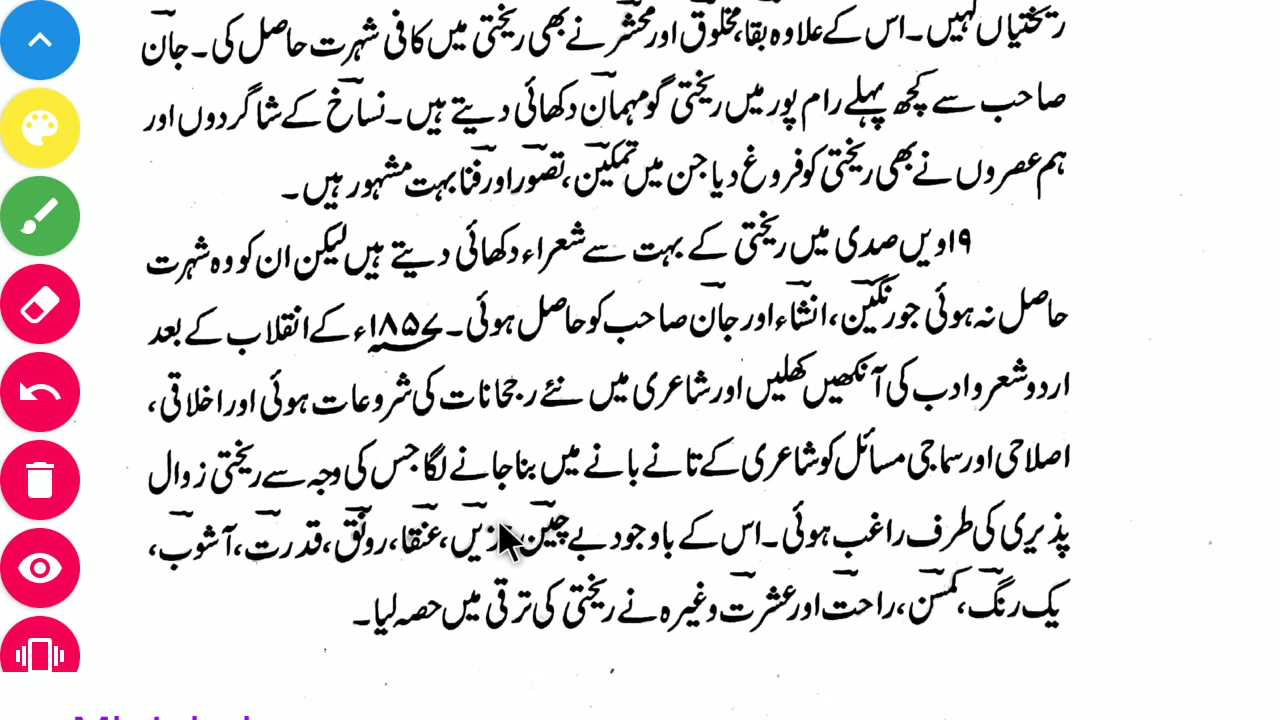 ریختیاں کہیں۔ اس کے علاوہ بقا، مخلوق اور محشر نے بھی ریختی میں کافی شہرت حاصل کی۔ جان
صاحب سے کچھ پہلے رام پور میں ریختی گو مہمان دکھائی دیتے ہیں۔ نساخ کے شاگردوں اور
ہم عصروں نے بھی ریختی کو فروغ دیا جن میں تمکین، تصور اور فنا بہت مشہور ہیں۔
۱۹ویں صدی میں ریختی کے بہت سے شعراء دکھائی دیتے ہیں لیکن ان کو وہ شہرت
حاصل نہ ہوئی جو رنگین، انشاء اور جان صاحب کو حاصل ہوئی۔ ۱۸۵۷ء کے انقلاب کے بعد
اردو شعر و ادب کی آنکھیں کھلیں اور شاعری میں نئے رجحانات کی شروعات ہوئی اور اخلاقی،
اصلاحی اور سماجی مسائل کو شاعری کے تانے بانے میں بنا جانے لگا جس کی وجہ سے ریختی زوال
پذیری کی طرف راغب ہوئی۔ اس کے باوجود بے چین، عنقا، رونق، قدرت، آشوب،
یک رنگ، کمسن، راحت اور عشرت وغیرہ نے ریختی کی ترقی میں حصہ لیا۔